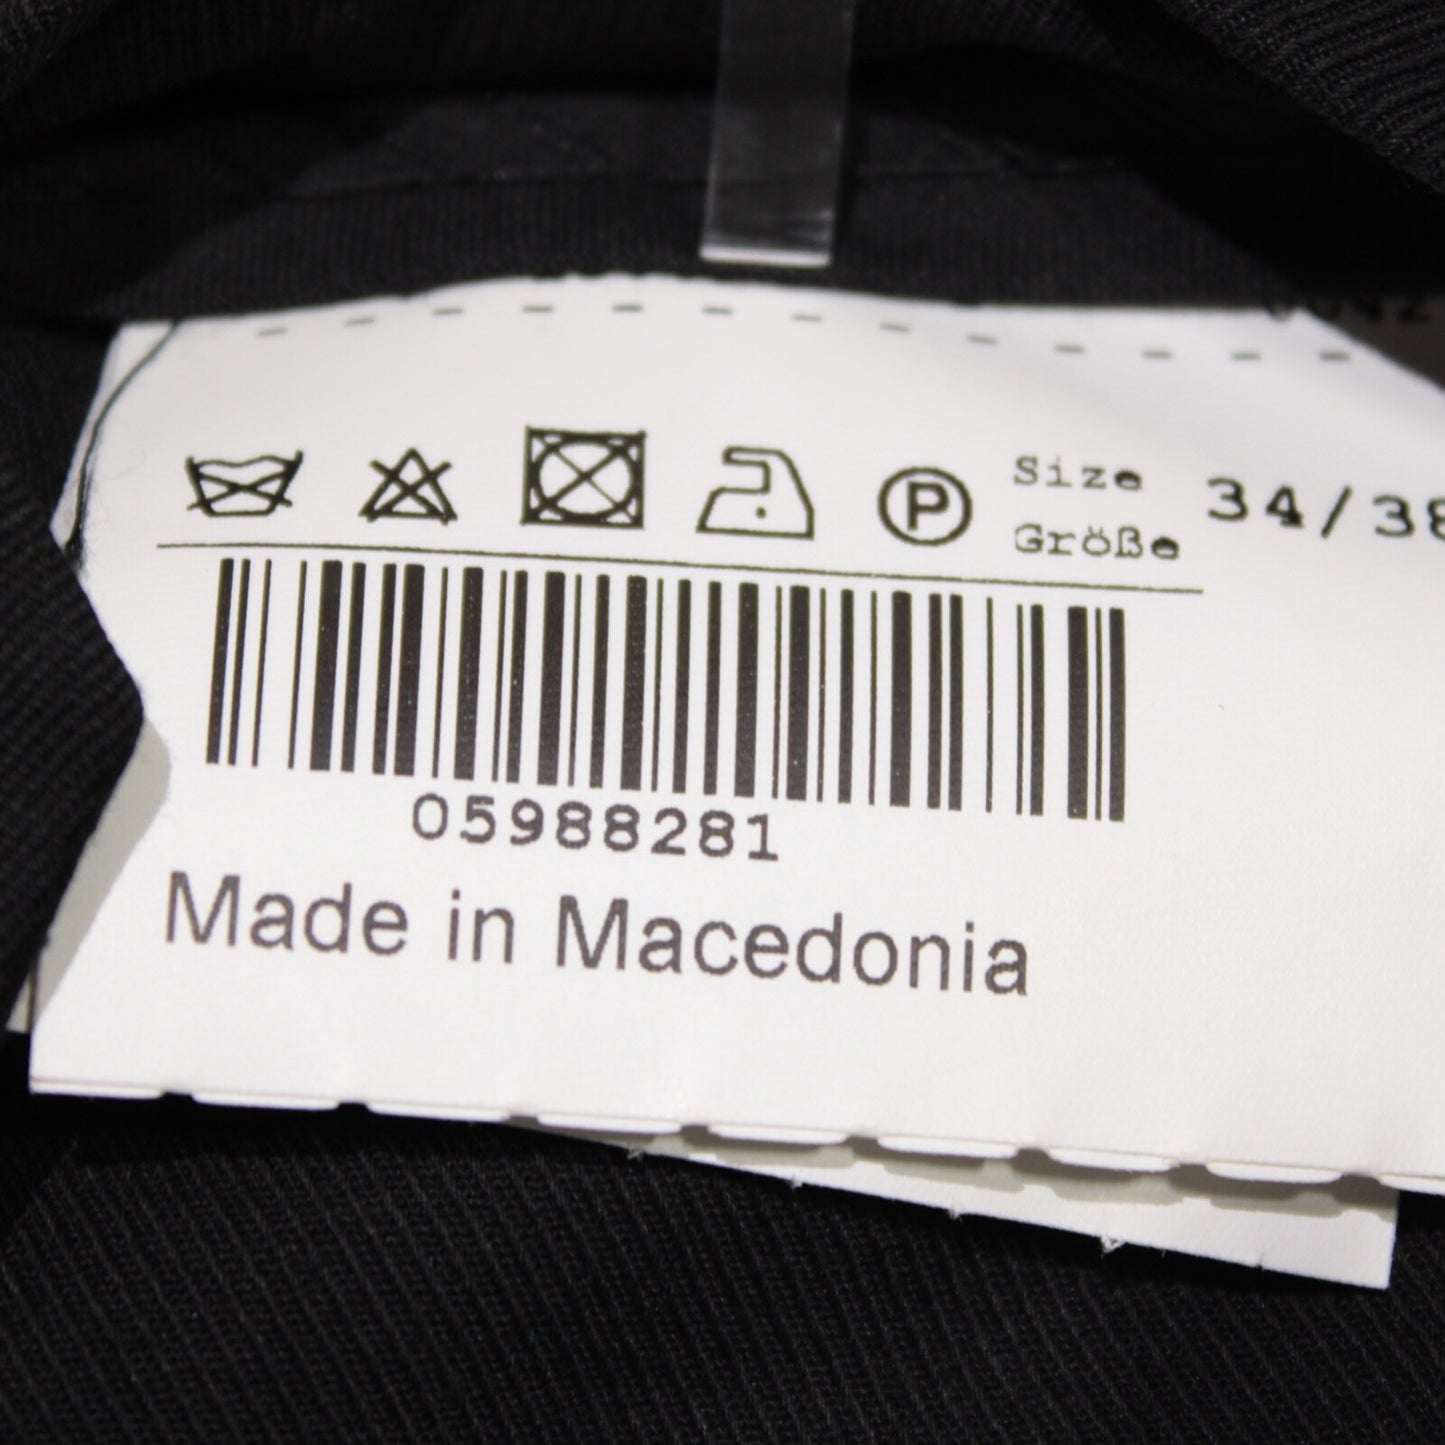 P
Size 34/38
Größe
05988281
Made in Macedonia